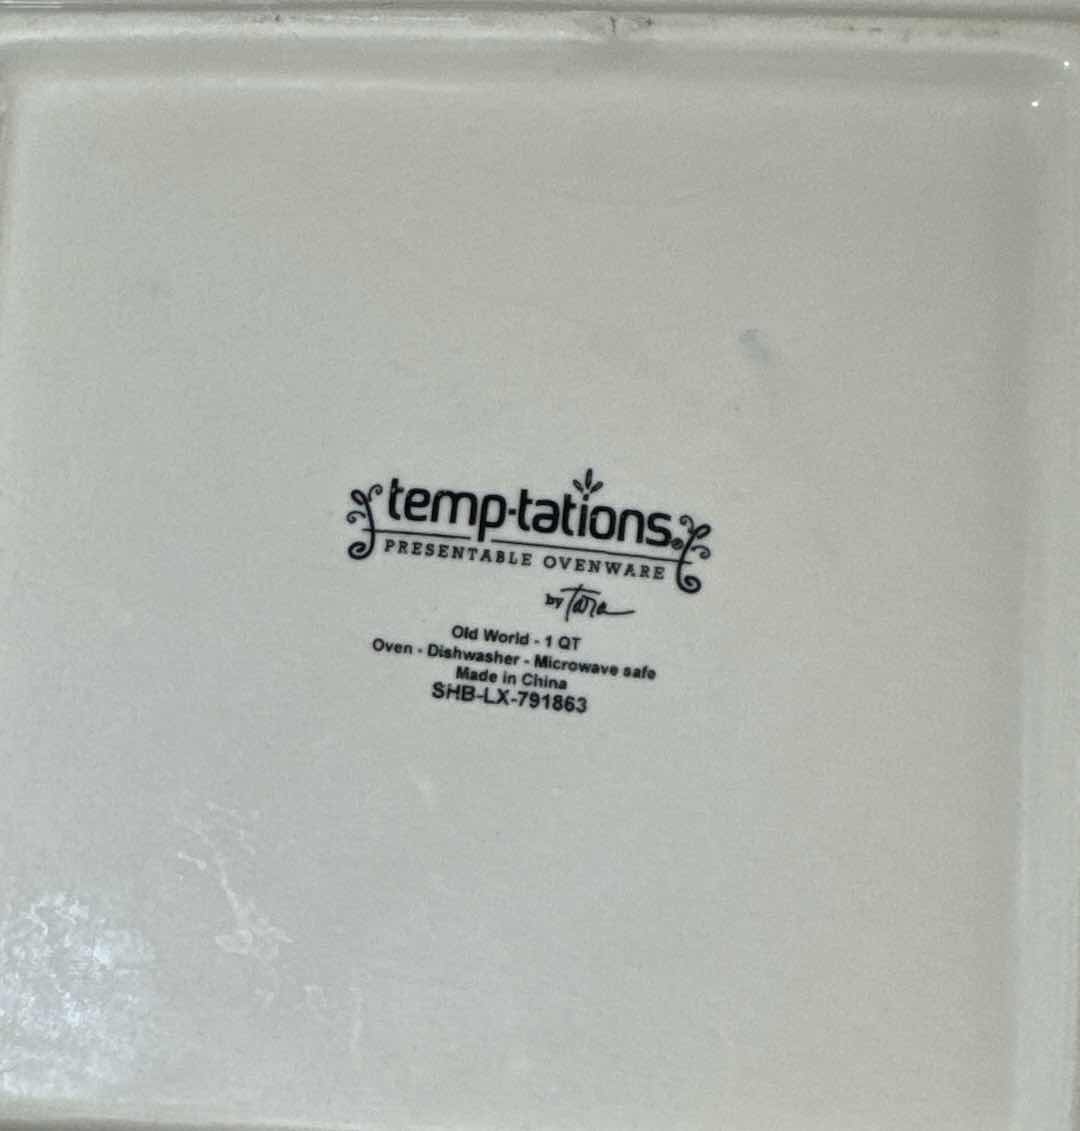 temp-tations®
PRESENTABLE OVENWARE
by Tara
Old World - 1 QT
Oven - Dishwasher - Microwave safe
Made in China
SHB-LX-791863